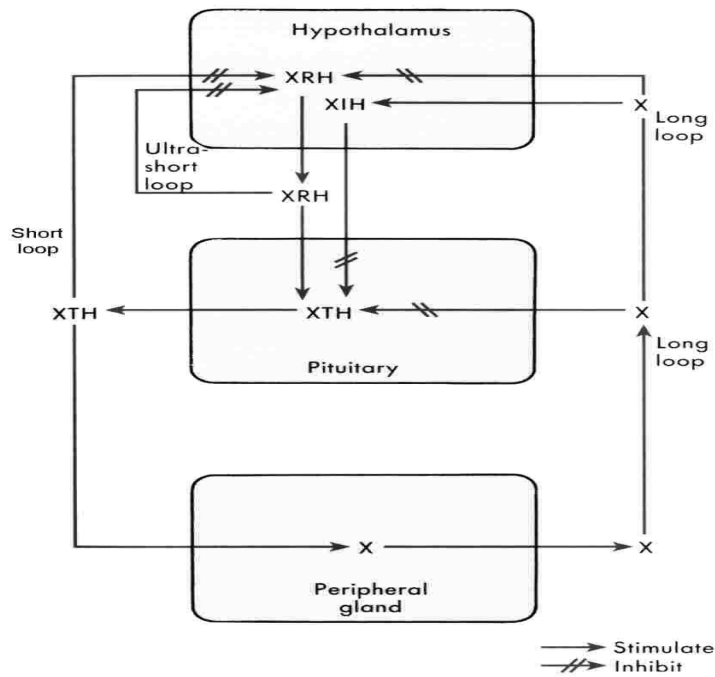 Hypothalamus
XRH
XIH
X
Long
loop
Ultra-
short
loop
XRH
Short
loop
XTH
XTH
X
Pituitary
Long
loop
X
X
Peripheral
gland
Stimulate
Inhibit